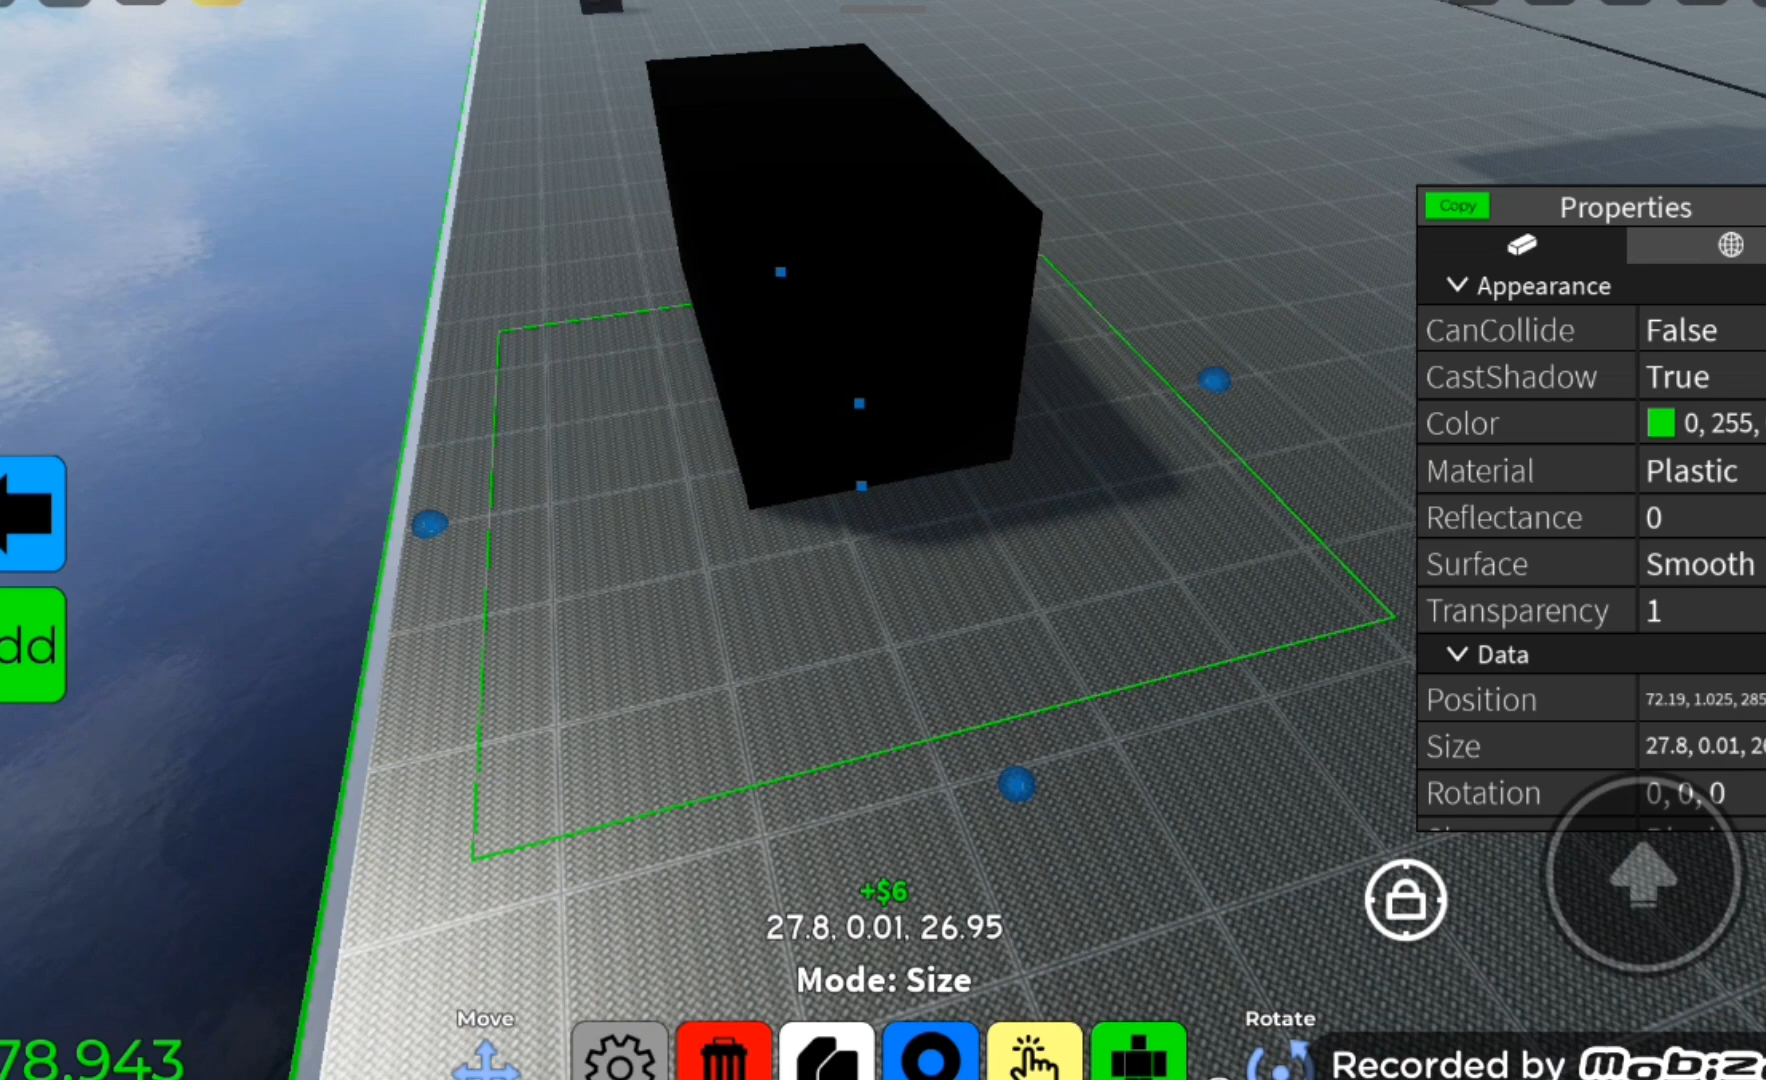 Copy Properties
Appearance
CanCollide False
CastShadow True
Color 0, 255,
Material Plastic
Reflectance 0
Surface Smooth
Transparency 1
Data
Position 72.19, 1.025, 285
Size 27.8, 0.01, 2
Rotation 0, 0, 0
dd
+$6
27.8, 0.01, 26.95
Mode: Size
Move
Rotate
78.943
Recorded by mobiz